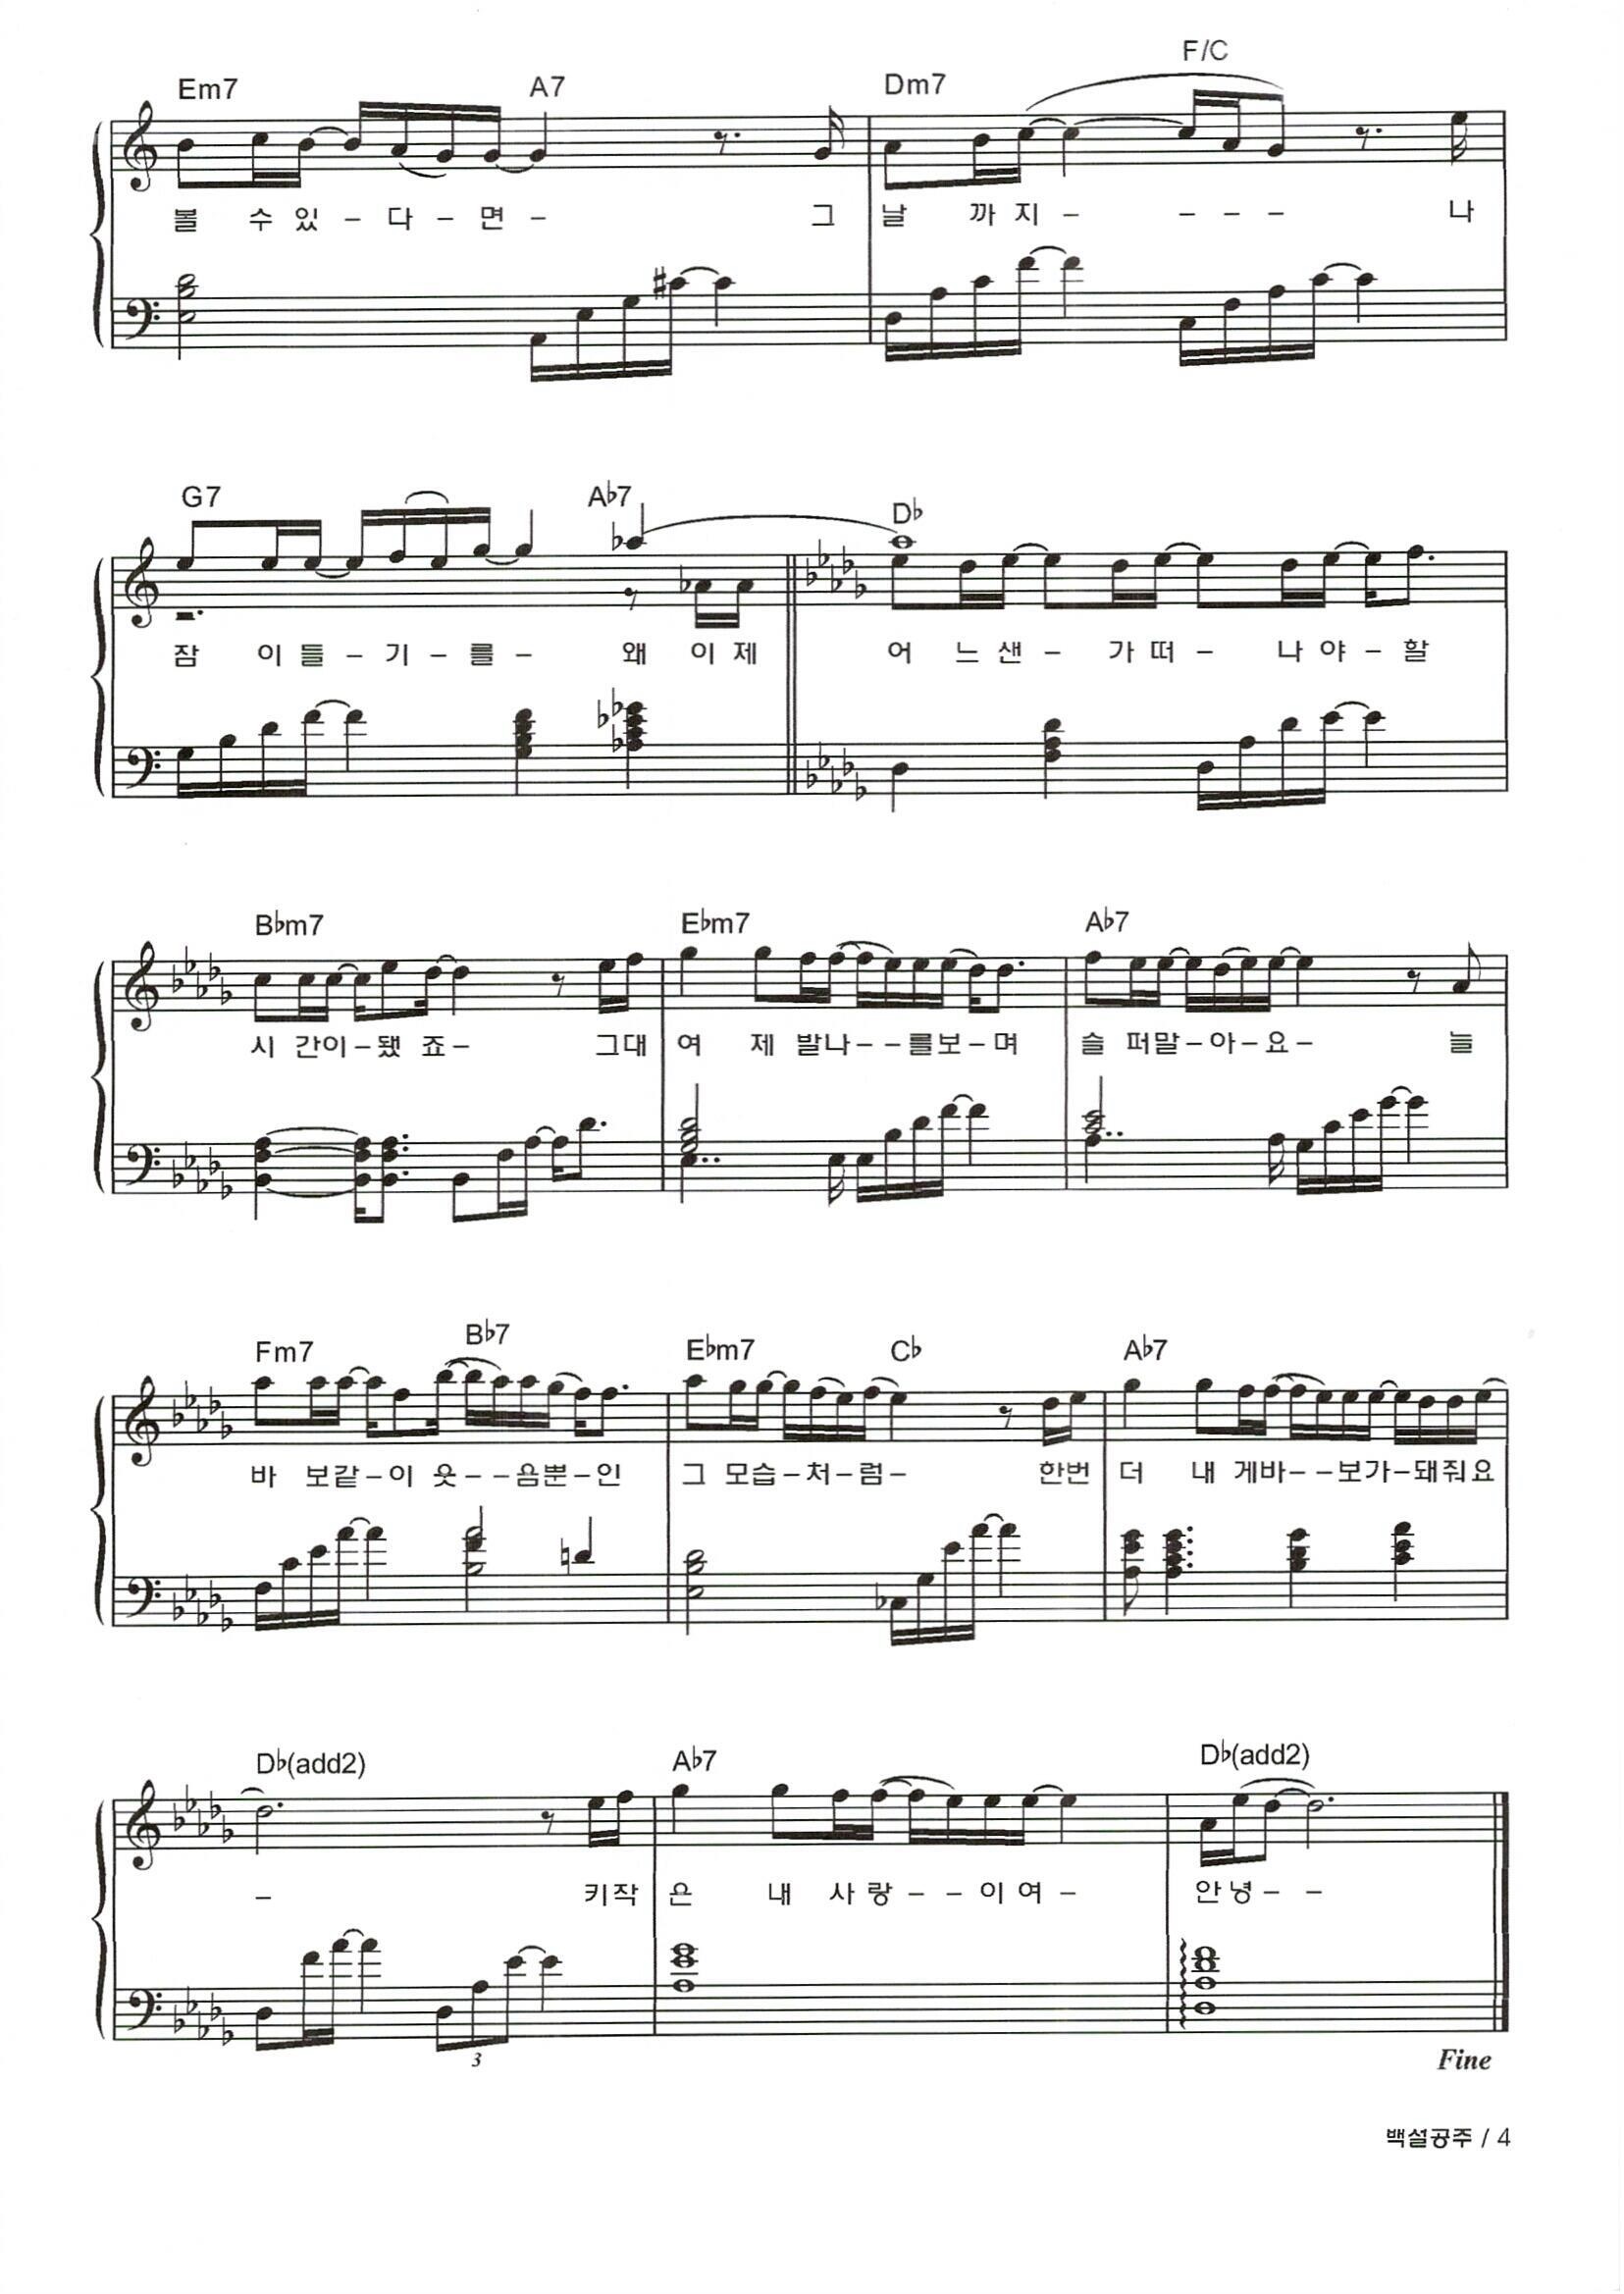 Em7 A7 Dm7 F/C
볼 수 있 – 다 – 면 – 그 날 까 지 – – – – 나
G7 A♭7 D♭
잠 이 들 – 기 – 를 – 왜 이 제 어 느 샌 – 가 떠 – 나 야 – 할
B♭m7 E♭m7 A♭7
시 간이–됐 죠– 그대 여 제 발나––를보–며 슬 퍼말–아–요– 늘
Fm7 B♭7 E♭m7 C♭ A♭7
바 보같–이 웃––음뿐–인 그 모습–처–럼– 한번 더 내 게바––보가–돼줘요
D♭(add2) A♭7 D♭(add2)
– 키작 은 내 사 랑 – – 이 여 – 안 녕 – –
3
Fine
백설공주 / 4